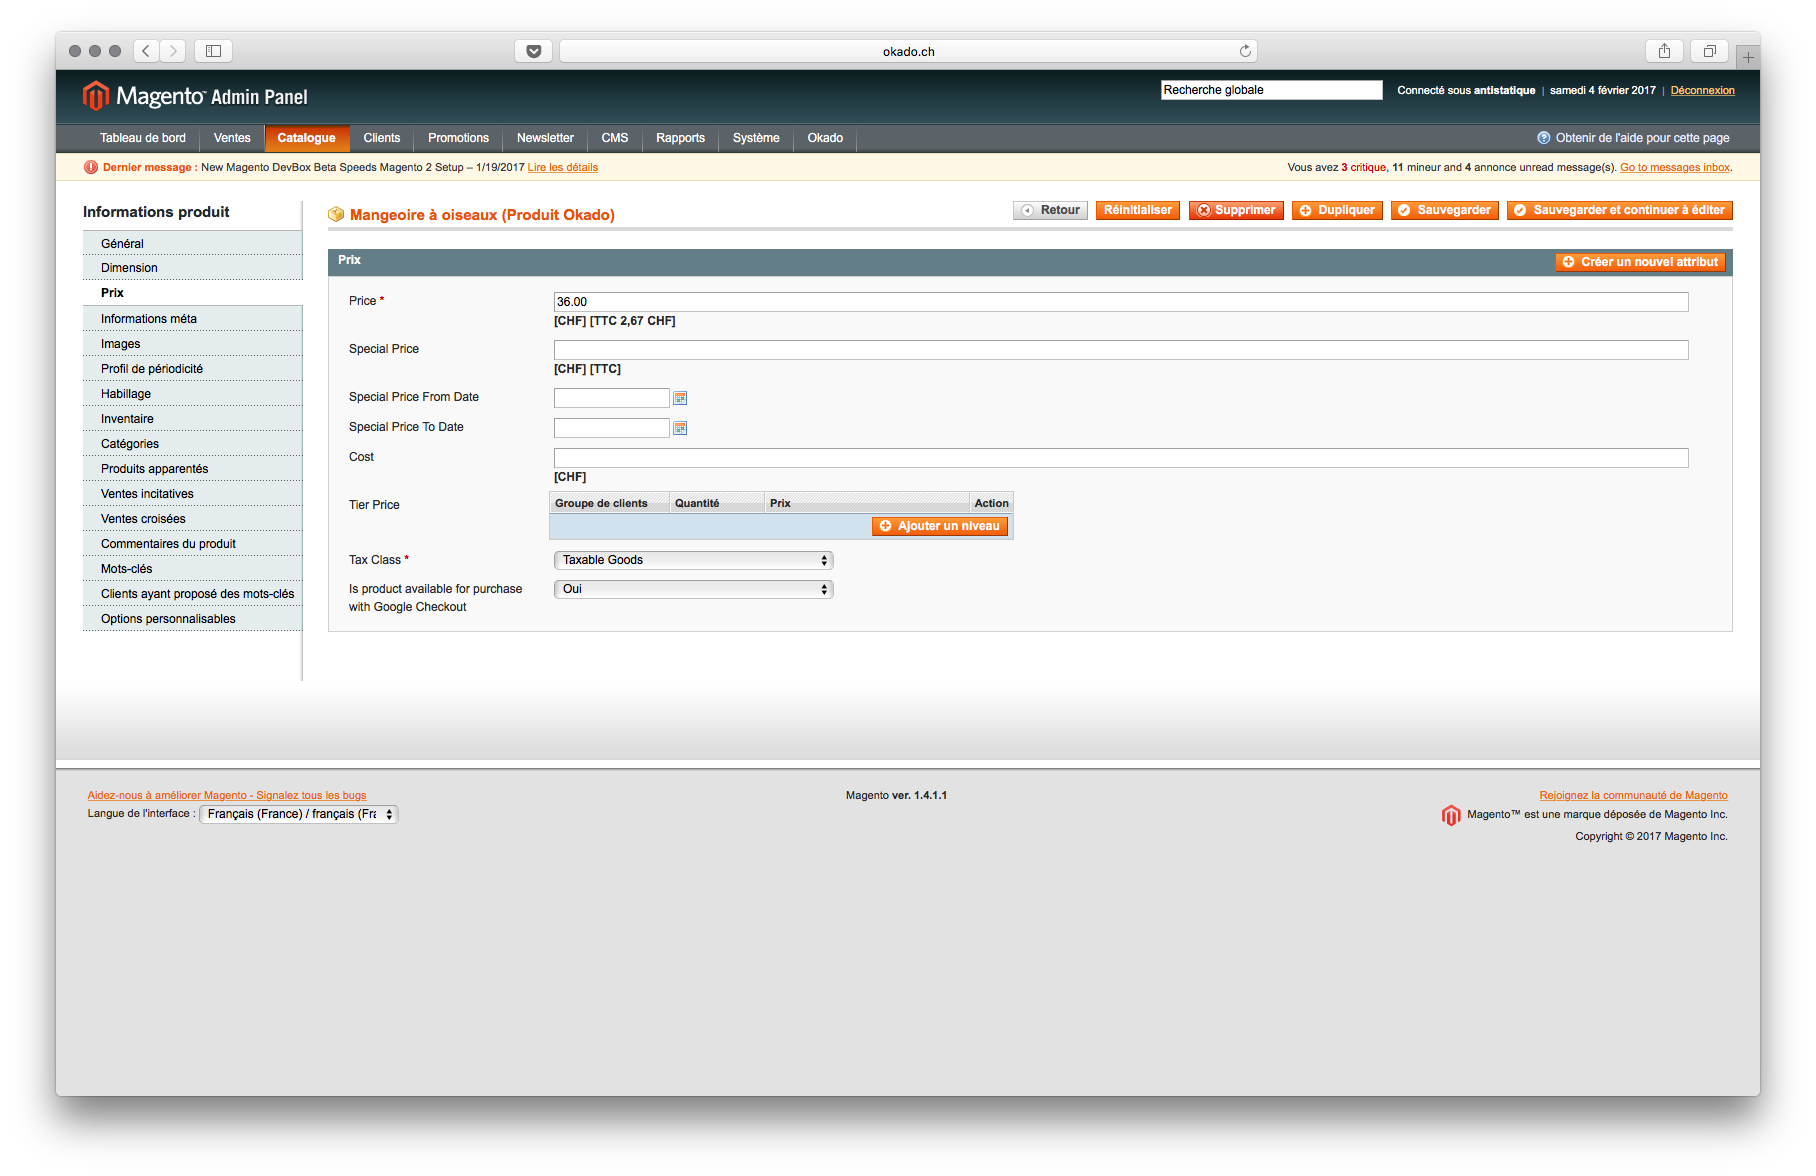 okado.ch
Magento™ Admin Panel
Recherche globale
Connecté sous antistatique | samedi 4 février 2017 | Déconnexion
Tableau de bord Ventes Catalogue Clients Promotions Newsletter CMS Rapports Système Okado
Obtenir de l'aide pour cette page
Dernier message : New Magento DevBox Beta Speeds Magento 2 Setup – 1/19/2017 Lire les détails
Vous avez 3 critique, 11 mineur and 4 annonce unread message(s). Go to messages inbox.
Informations produit
Général
Dimension
Prix
Informations méta
Images
Profil de périodicité
Habillage
Inventaire
Catégories
Produits apparentés
Ventes incitatives
Ventes croisées
Commentaires du produit
Mots-clés
Clients ayant proposé des mots-clés
Options personnalisables
Mangeoire à oiseaux (Produit Okado)
Retour Réinitialiser Supprimer Dupliquer Sauvegarder Sauvegarder et continuer à éditer
Prix
Créer un nouvel attribut
Price * 36.00
[CHF] [TTC 2,67 CHF]
Special Price
[CHF] [TTC]
Special Price From Date
Special Price To Date
Cost
[CHF]
Tier Price
Groupe de clients Quantité Prix Action
Ajouter un niveau
Tax Class * Taxable Goods
Is product available for purchase
with Google Checkout
Oui
Aidez-nous à améliorer Magento - Signalez tous les bugs
Langue de l'interface : Français (France) / français (Fra
Magento ver. 1.4.1.1
Rejoignez la communauté de Magento
Magento™ est une marque déposée de Magento Inc.
Copyright © 2017 Magento Inc.